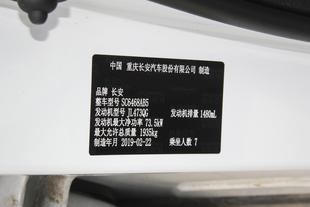 中国 重庆长安汽车股份有限公司 制造
品牌 长安
整车型号 SC6468AB5
发动机型号 JL473QG 发动机排量 1480mL
发动机最大净功率 73.5kW
最大允许总质量 1935kg
制造年月 2019-02-22 乘坐人数 7